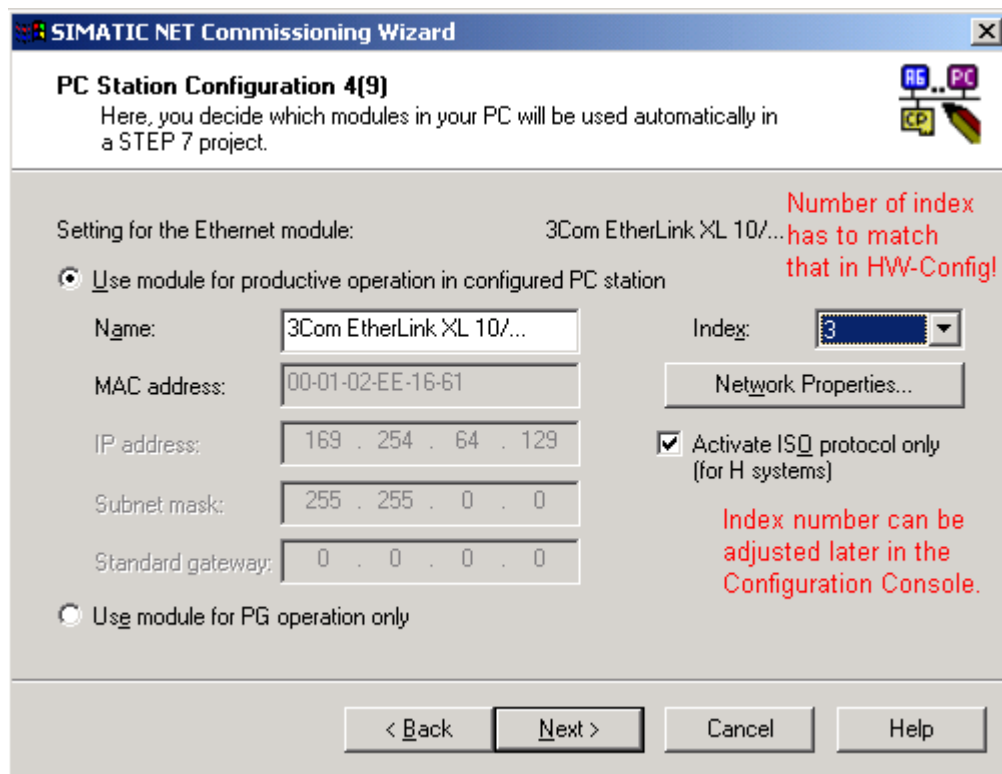 SIMATIC NET Commissioning Wizard
PC Station Configuration 4(9)
AG PC
CP
Here, you decide which modules in your PC will be used automatically in
a STEP 7 project.
Number of index
has to match
that in HW-Config!
Setting for the Ethernet module: 3Com EtherLink XL 10/...
Use module for productive operation in configured PC station
Name: 3Com EtherLink XL 10/... Index: 3
MAC address: 00-01-02-EE-16-61 Network Properties...
IP address: 169 . 254 . 64 . 129 Activate ISO protocol only
(for H systems)
Subnet mask: 255 . 255 . 0 . 0
Index number can be
adjusted later in the
Configuration Console.
Standard gateway: 0 . 0 . 0 . 0
Use module for PG operation only
< Back Next > Cancel Help